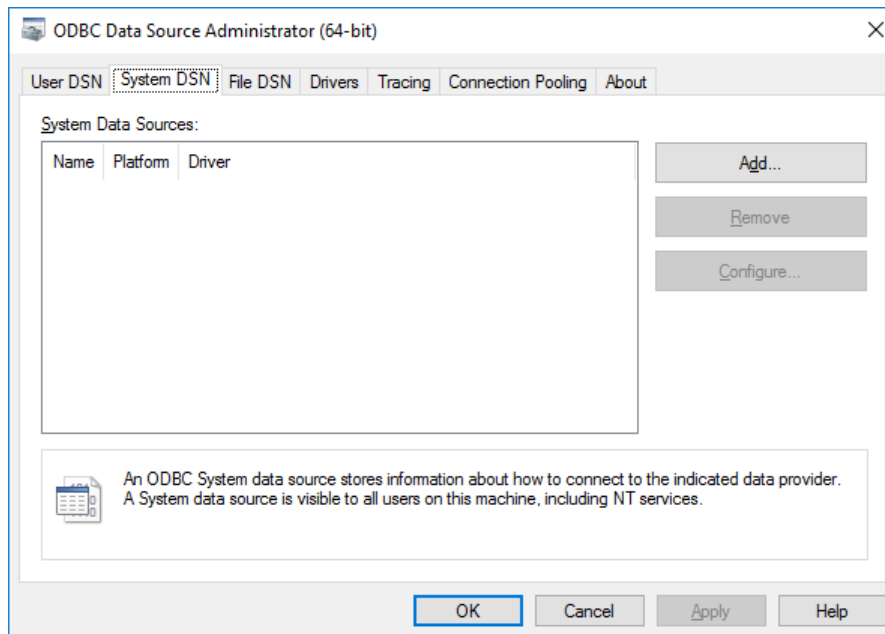 ODBC Data Source Administrator (64-bit)
User DSN System DSN File DSN Drivers Tracing Connection Pooling About
System Data Sources:
Name Platform Driver
Add...
Remove
Configure...
An ODBC System data source stores information about how to connect to the indicated data provider.
A System data source is visible to all users on this machine, including NT services.
OK Cancel Apply Help